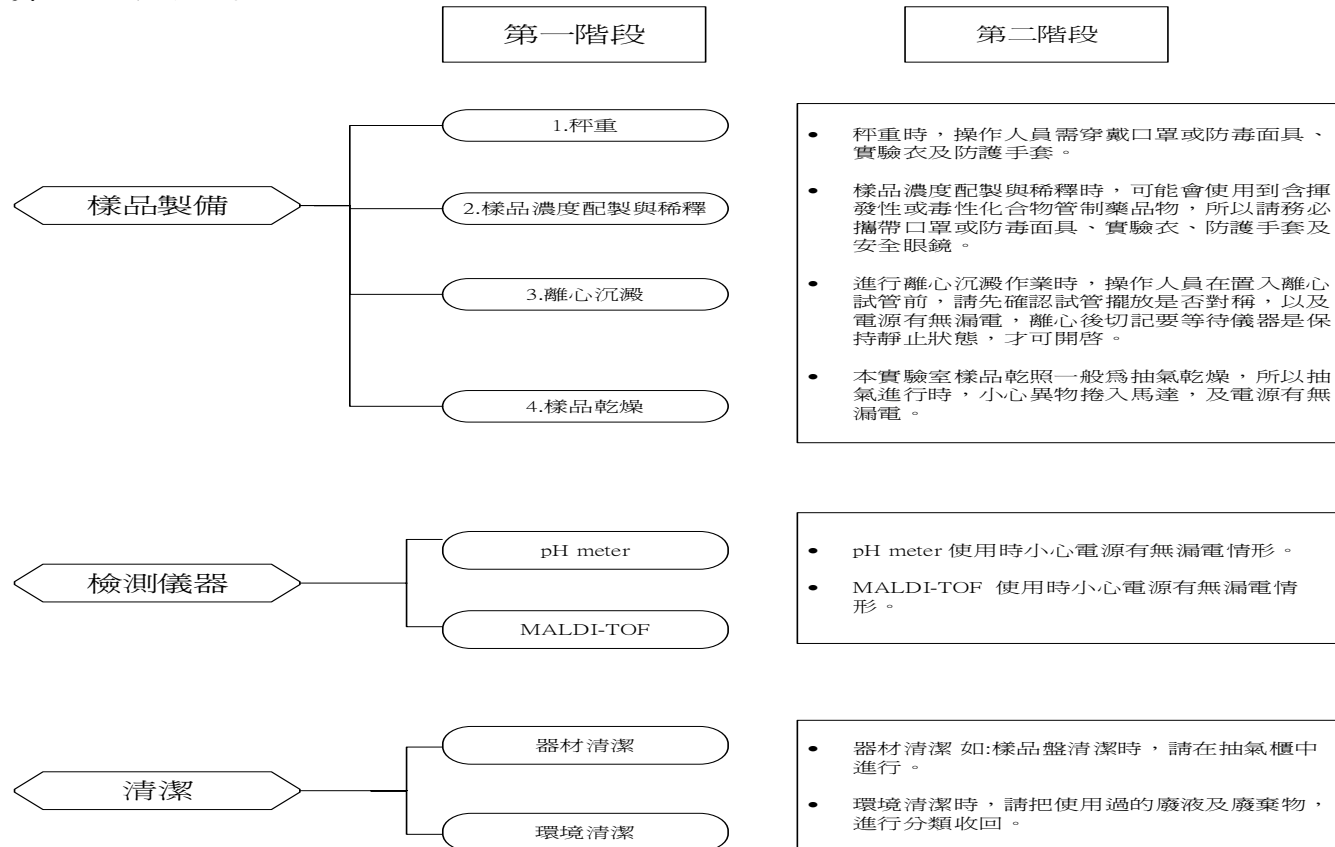 第一階段
第二階段
樣品製備
1.秤重
2.樣品濃度配製與稀釋
3.離心沉澱
4.樣品乾燥
• 秤重時，操作人員需穿戴口罩或防毒面具、
實驗衣及防護手套。
• 樣品濃度配製與稀釋時，可能會使用到含揮
發性或毒性化合物管制藥品物，所以請務必
攜帶口罩或防毒面具、實驗衣、防護手套及
安全眼鏡。
• 進行離心沉澱作業時，操作人員在置入離心
試管前，請先確認試管擺放是否對稱，以及
電源有無漏電，離心後切記要等待儀器是保
持靜止狀態，才可開啟。
• 本實驗室樣品乾照一般為抽氣乾燥，所以抽
氣進行時，小心異物捲入馬達，及電源有無
漏電。
檢測儀器
pH meter
MALDI-TOF
• pH meter 使用時小心電源有無漏電情形。
• MALDI-TOF 使用時小心電源有無漏電情
形。
清潔
器材清潔
環境清潔
• 器材清潔 如:樣品盤清潔時，請在抽氣櫃中
進行。
• 環境清潔時，請把使用過的廢液及廢棄物，
進行分類收回。